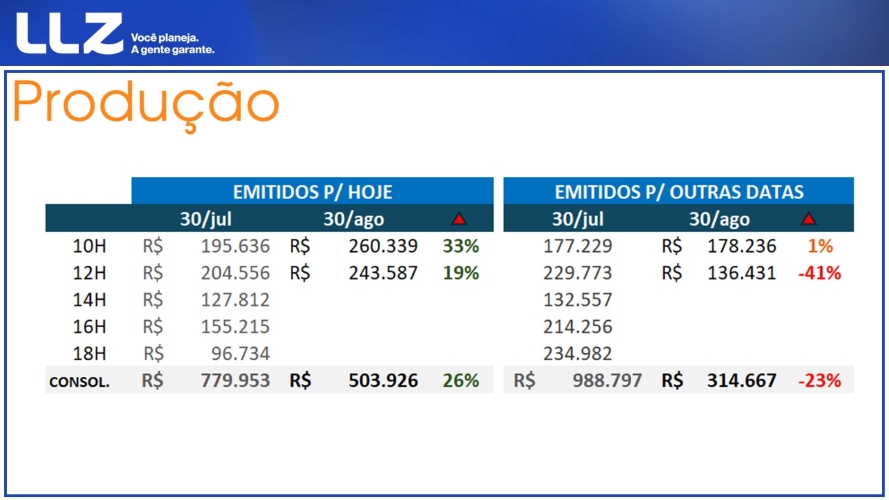 LLZ
Você planeja.
A gente garante.
Produção
EMITIDOS P/ HOJE EMITIDOS P/ OUTRAS DATAS
30/jul 30/ago 30/jul 30/ago
10H R$ 195.636 R$ 260.339 33% 177.229 R$ 178.236 1%
12H R$ 204.556 R$ 243.587 19% 229.773 R$ 136.431 -41%
14H R$ 127.812 132.557
16H R$ 155.215 214.256
18H R$ 96.734 234.982
CONSOL. R$ 779.953 R$ 503.926 26% R$ 988.797 R$ 314.667 -23%